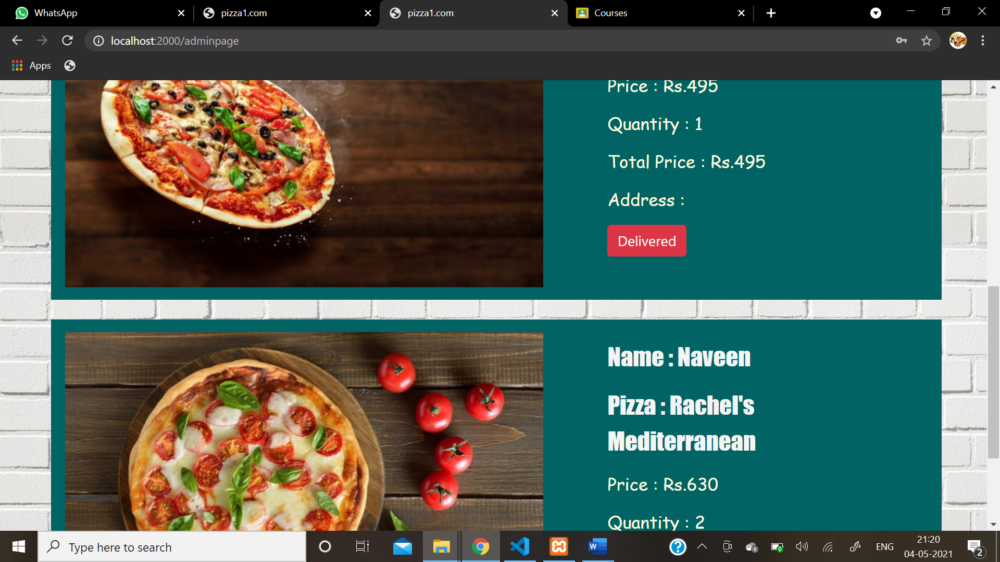 WhatsApp
pizza1.com
pizza1.com
Courses
localhost:2000/adminpage
Apps
Price : Rs.495
Quantity : 1
Total Price : Rs.495
Address :
Delivered
Name : Naveen
Pizza : Rachel's
Mediterranean
Price : Rs.630
Quantity : 2
Type here to search
W
?
ENG
21:20
04-05-2021
2